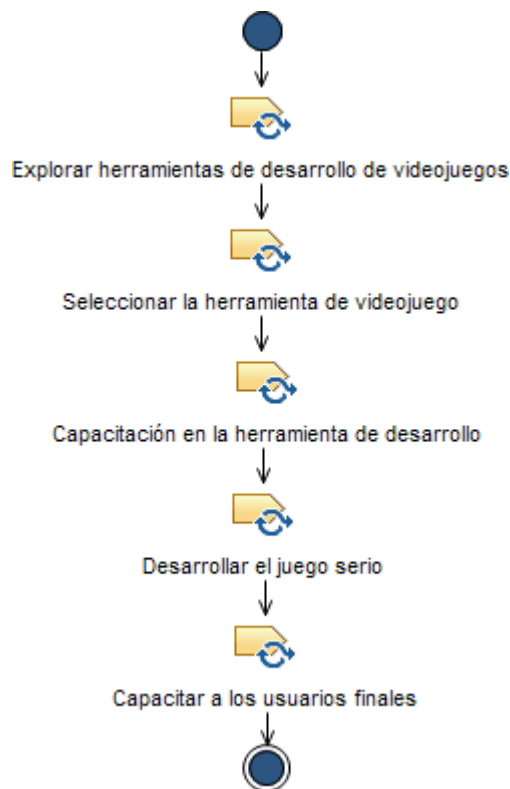 Explorar herramientas de desarrollo de videojuegos
Seleccionar la herramienta de videojuego
Capacitación en la herramienta de desarrollo
Desarrollar el juego serio
Capacitar a los usuarios finales